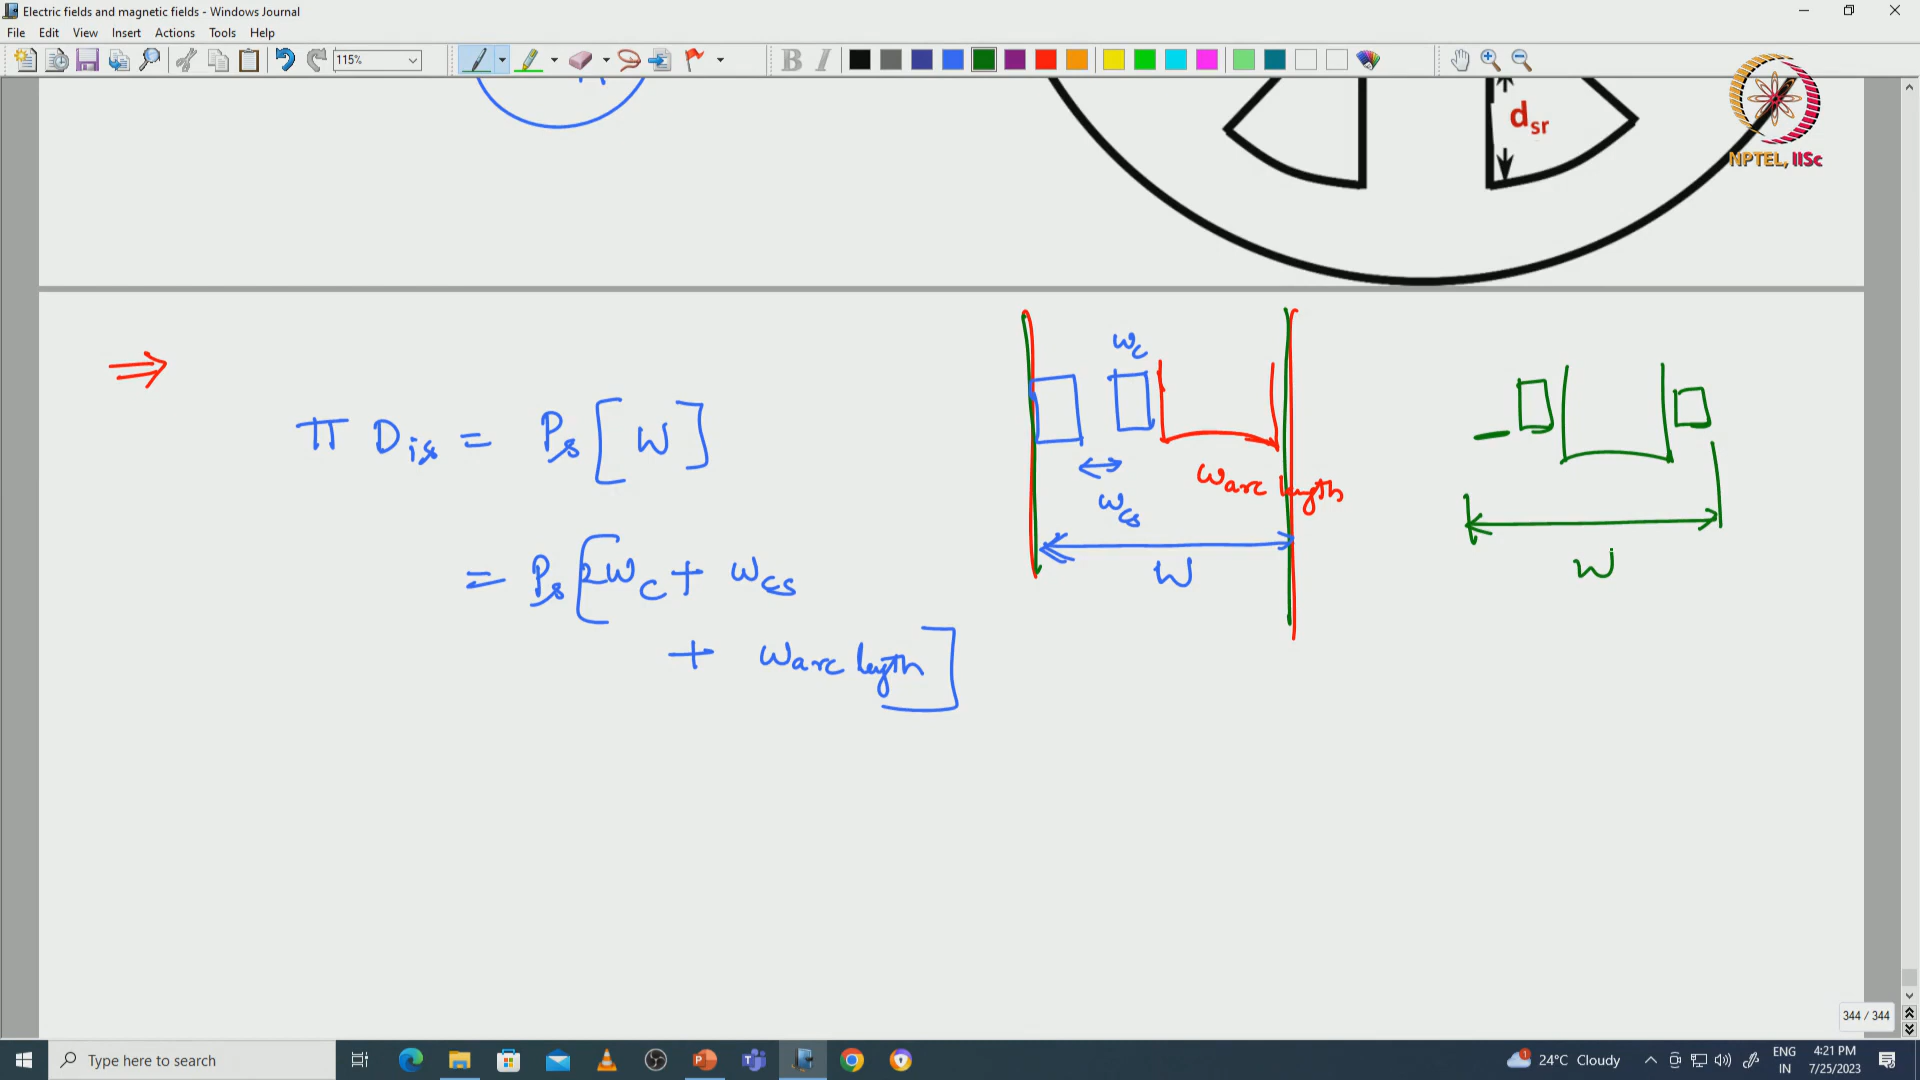 Electric fields and magnetic fields - Windows Journal
File Edit View Insert Actions Tools Help
115%
B I
dsr
NPTEL, IISc
π Dis = Ps [ W ]
= Ps [ 2Wc + Wcs
+ Warc length ]
Wc
Wcs
Warc length
W
W
344 / 344
Type here to search
24°C Cloudy
ENG
IN
4:21 PM
7/25/2023